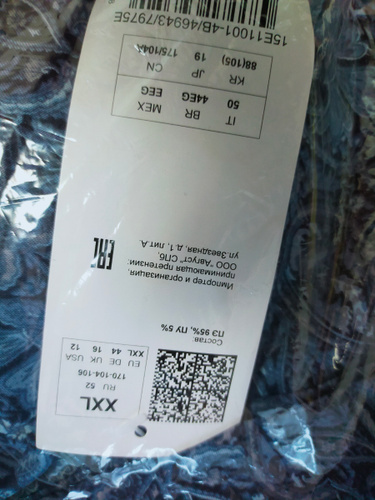 XXL
RU 52
170-104-106
EU DE UK USA
XXL 44 16 12
Состав:
ПЭ 95%, ПУ 5%
Импортер и организация,
принимающая претензии:
ООО "Август" СПб,
ул Звездная, д.1, лит А
EAC
IT BR MEX
50 44EG EEG
KR JP CN
88(105) 19 175/104A
15E11001-4B/46943/7975E